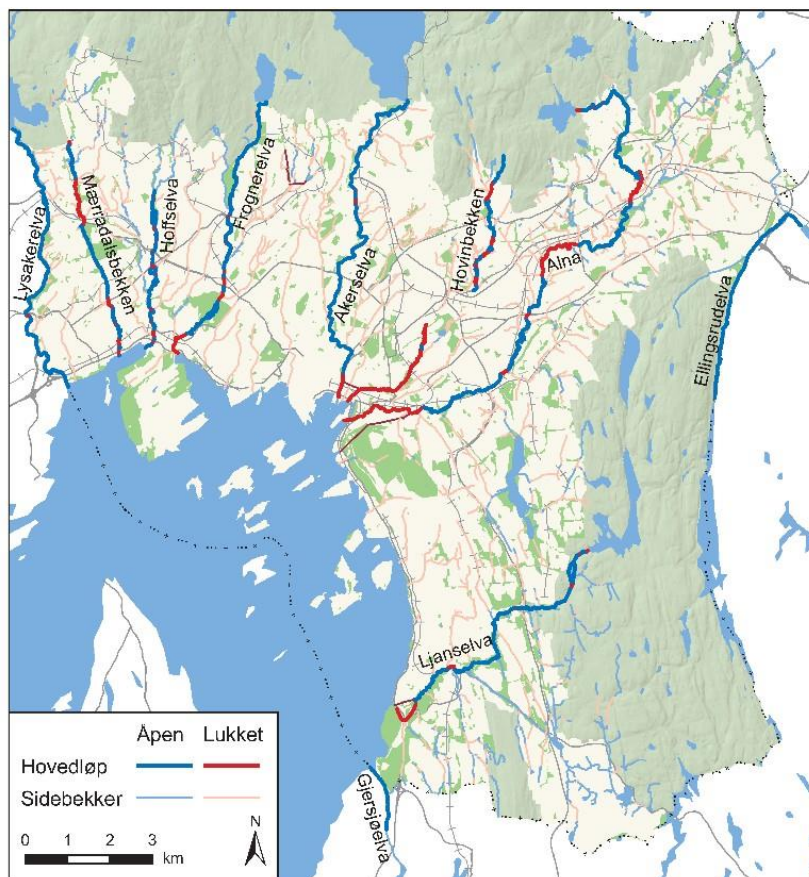 Lysakerelva
Mærradalsbekken
Hoffselva
Frognerelva
Akerselva
Hovinbekken
Alna
Ellingsrudelva
Ljanselva
Gjersjøelva
Åpen Lukket
Hovedløp
Sidebekker
0 1 2 3
km
N